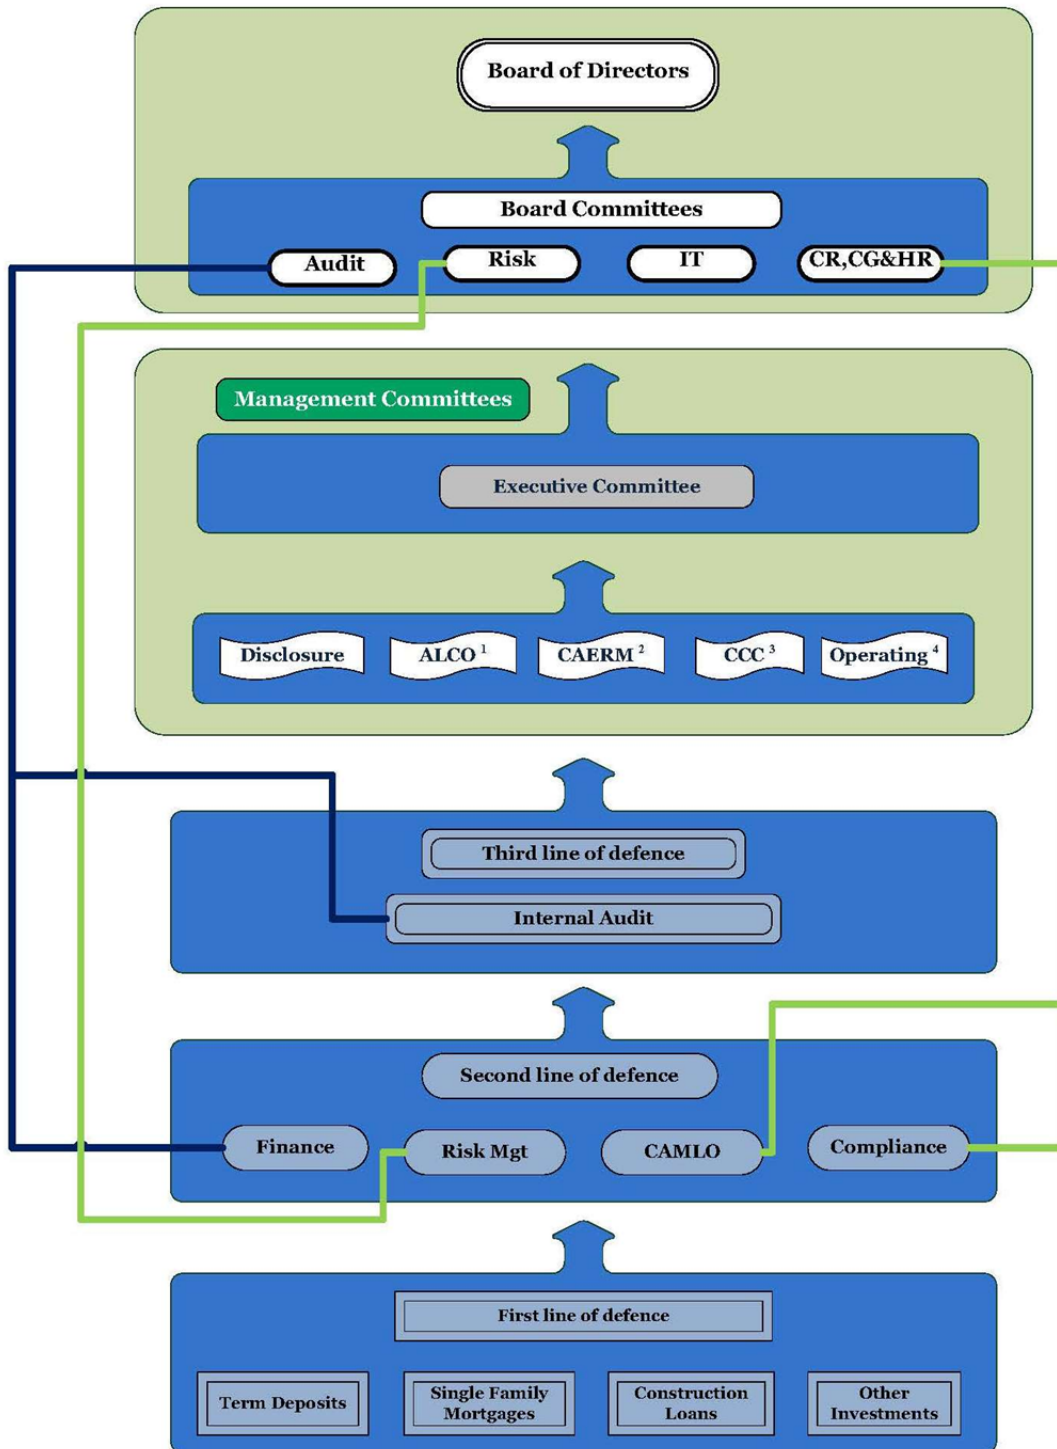 Board of Directors
Board Committees
Audit
Risk
IT
CR,CG&HR
Management Committees
Executive Committee
Disclosure
ALCO ¹
CAERM ²
CCC ³
Operating ⁴
Third line of defence
Internal Audit
Second line of defence
Finance
Risk Mgt
CAMLO
Compliance
First line of defence
Term Deposits
Single Family
Mortgages
Construction
Loans
Other
Investments